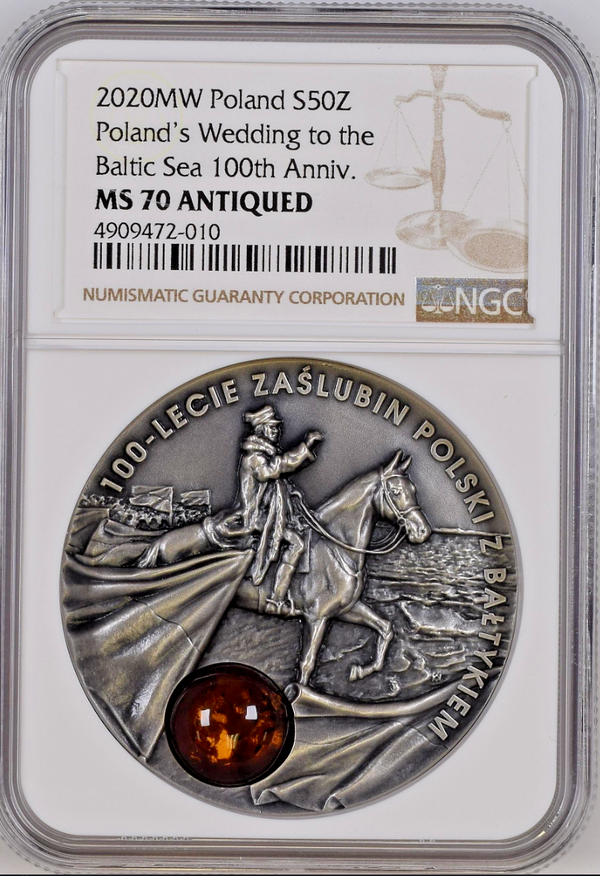 2020MW Poland S50Z
Poland's Wedding to the
Baltic Sea 100th Anniv.
MS 70 ANTIQUED
4909472-010
NUMISMATIC GUARANTY CORPORATION
NGC
100-LECIE ZAŚLUBIN POLSKI Z BAŁTYKIEM